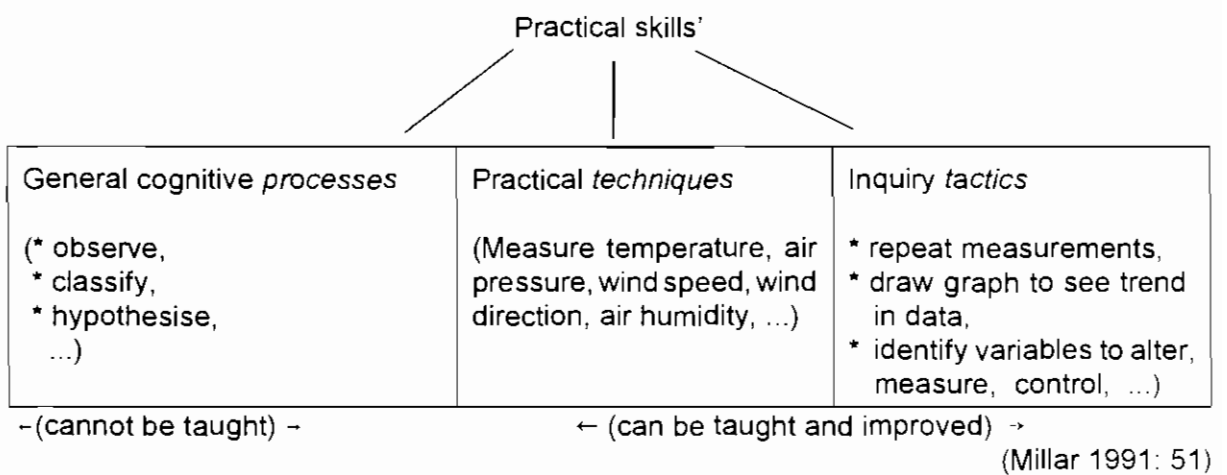 Practical skills'
General cognitive processes
(* observe,
* classify,
* hypothesise,
...)
Practical techniques
(Measure temperature, air
pressure, wind speed, wind
direction, air humidity, ...)
Inquiry tactics
* repeat measurements,
* draw graph to see trend
in data,
* identify variables to alter,
measure, control, ...)
←(cannot be taught) →
← (can be taught and improved) →
(Millar 1991: 51)